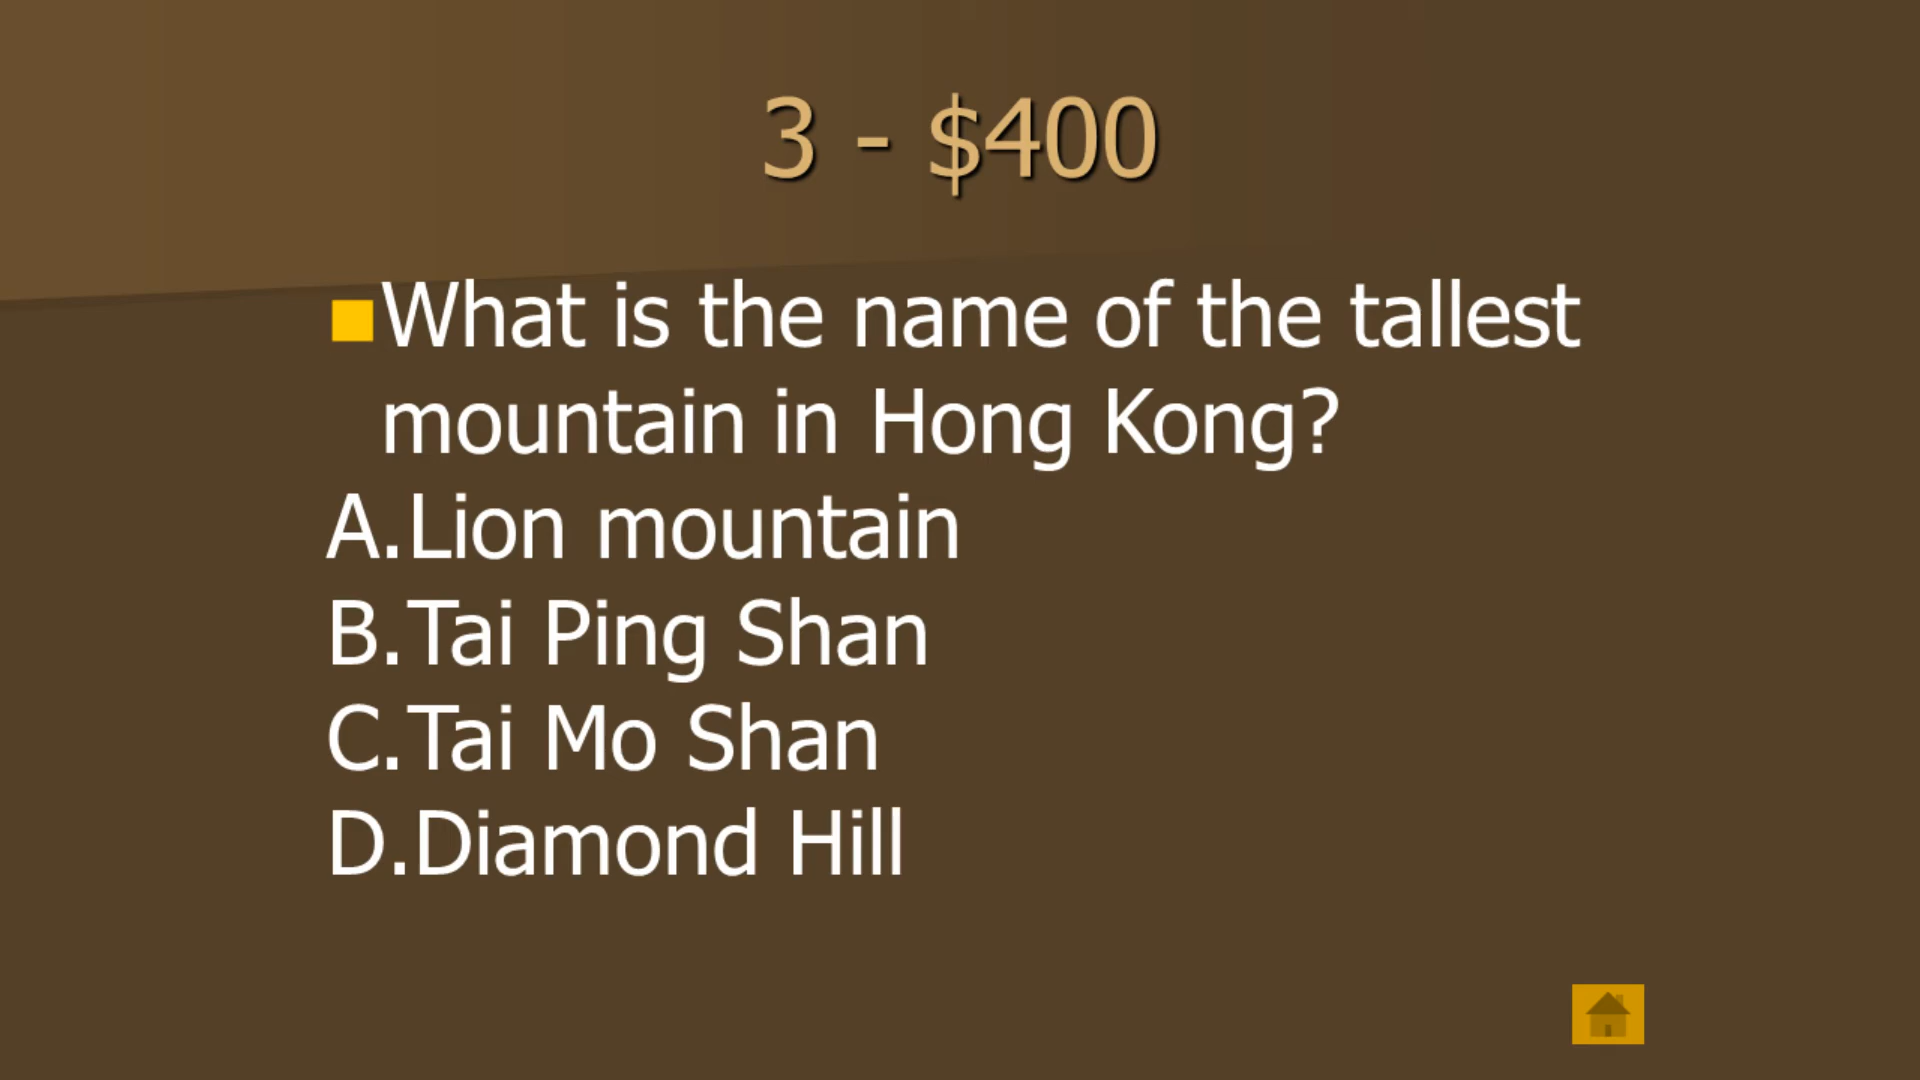 3 - $400
What is the name of the tallest
mountain in Hong Kong?
A.Lion mountain
B.Tai Ping Shan
C.Tai Mo Shan
D.Diamond Hill